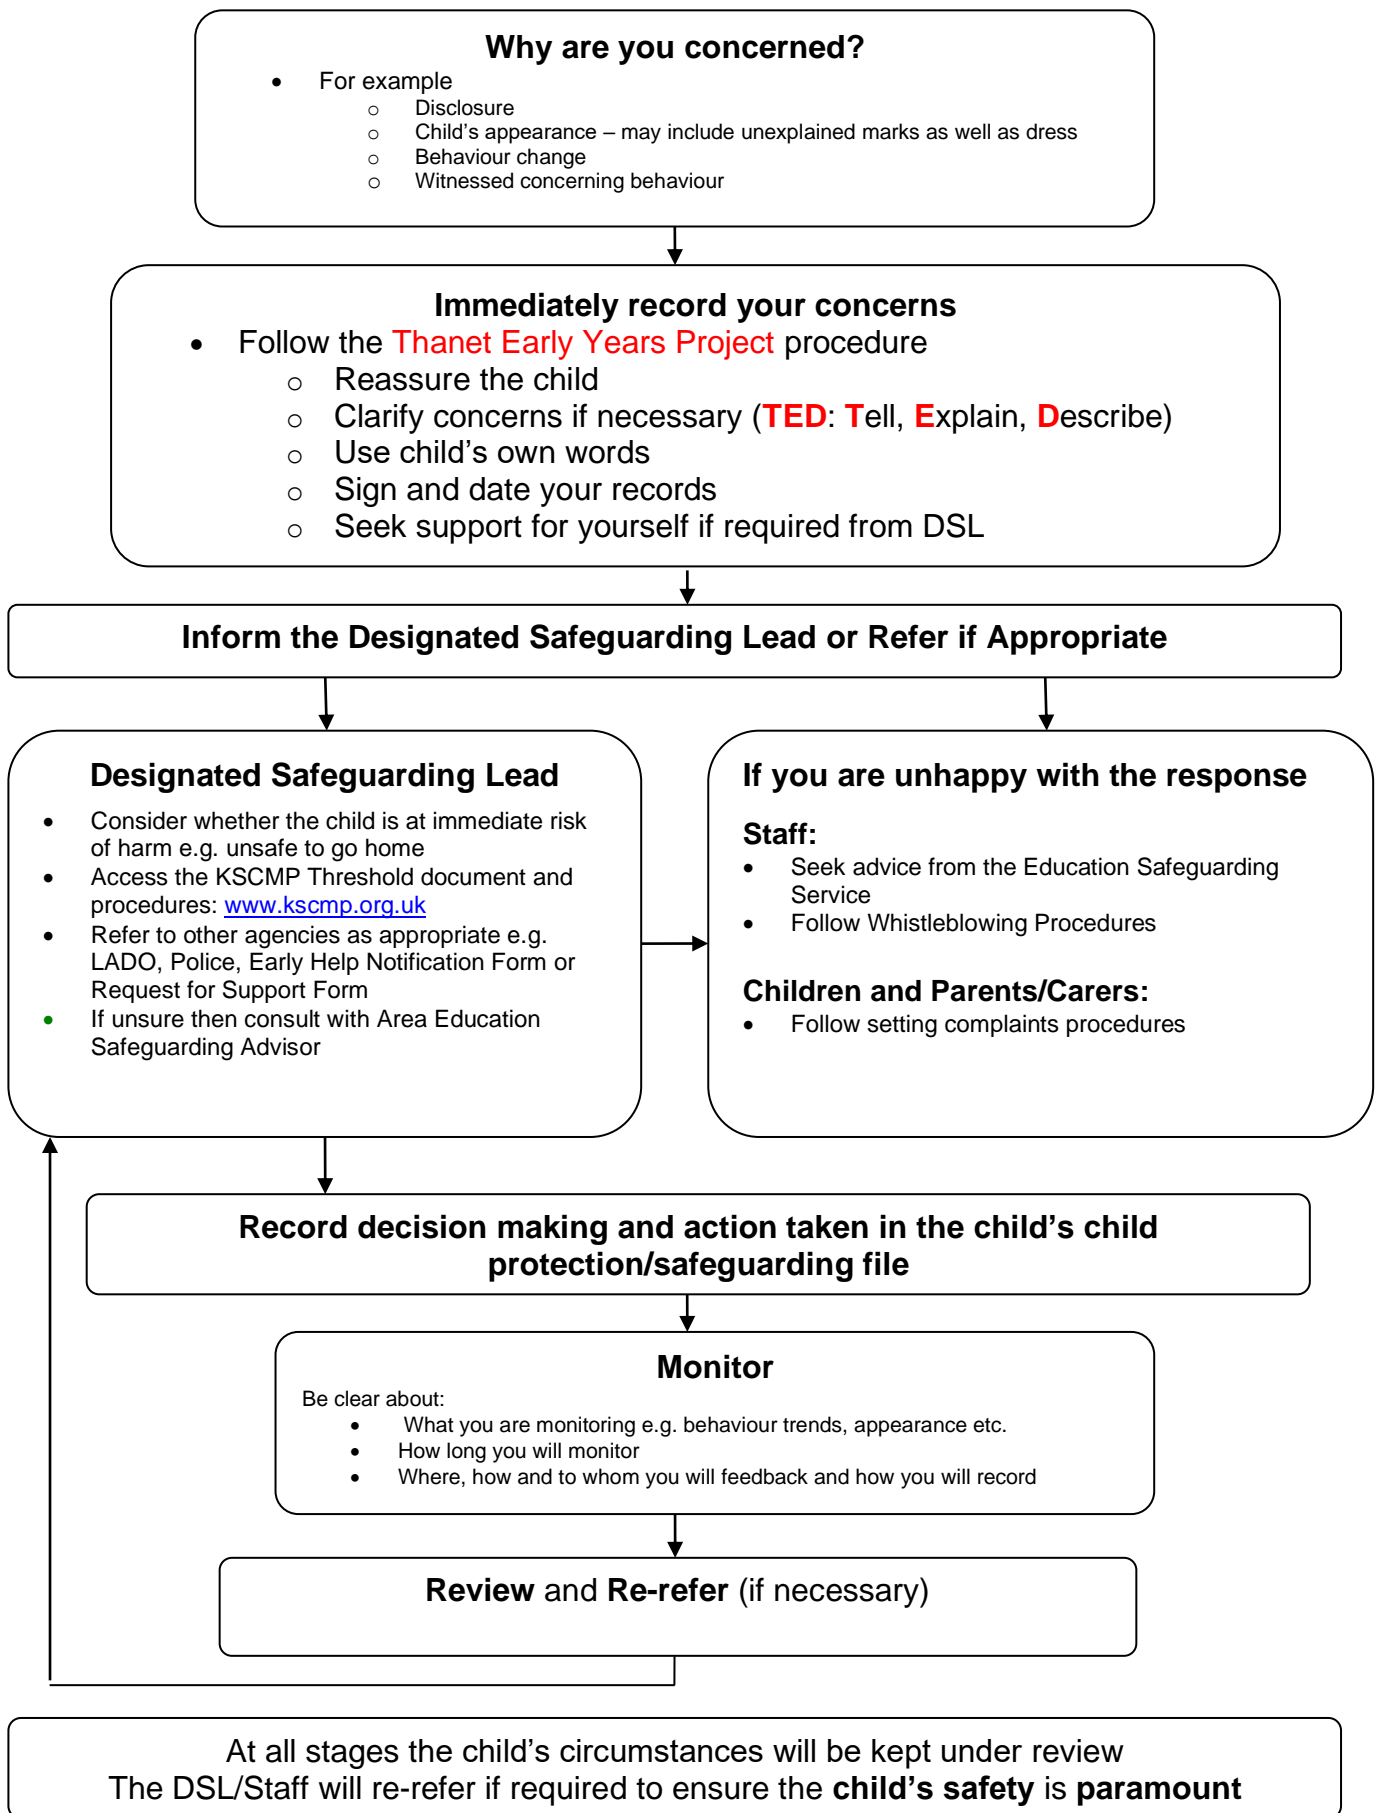 Why are you concerned?
• For example
o Disclosure
o Child’s appearance – may include unexplained marks as well as dress
o Behaviour change
o Witnessed concerning behaviour
Immediately record your concerns
• Follow the Thanet Early Years Project procedure
o Reassure the child
o Clarify concerns if necessary (TED: Tell, Explain, Describe)
o Use child’s own words
o Sign and date your records
o Seek support for yourself if required from DSL
Inform the Designated Safeguarding Lead or Refer if Appropriate
Designated Safeguarding Lead
• Consider whether the child is at immediate risk
of harm e.g. unsafe to go home
• Access the KSCMP Threshold document and
procedures: www.kscmp.org.uk
• Refer to other agencies as appropriate e.g.
LADO, Police, Early Help Notification Form or
Request for Support Form
• If unsure then consult with Area Education
Safeguarding Advisor
If you are unhappy with the response
Staff:
• Seek advice from the Education Safeguarding
Service
• Follow Whistleblowing Procedures
Children and Parents/Carers:
• Follow setting complaints procedures
Record decision making and action taken in the child’s child
protection/safeguarding file
Monitor
Be clear about:
• What you are monitoring e.g. behaviour trends, appearance etc.
• How long you will monitor
• Where, how and to whom you will feedback and how you will record
Review and Re-refer (if necessary)
At all stages the child’s circumstances will be kept under review
The DSL/Staff will re-refer if required to ensure the child’s safety is paramount